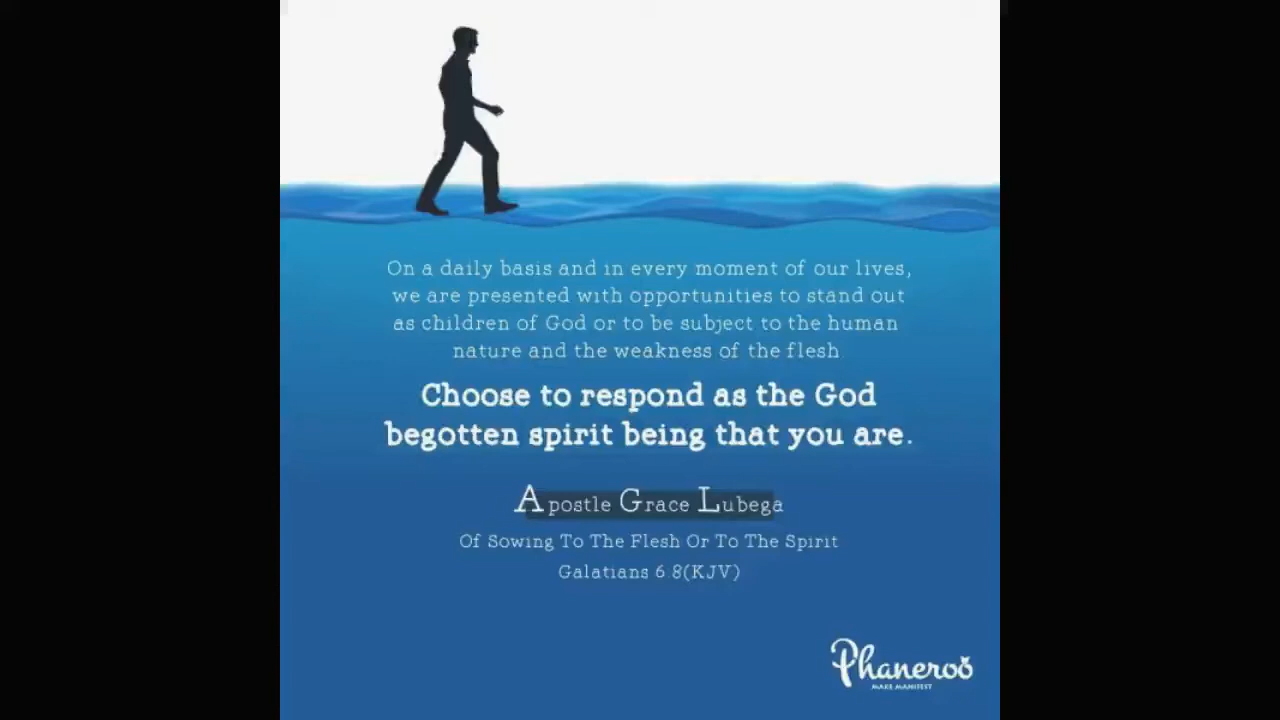 On a daily basis and in every moment of our lives,
we are presented with opportunities to stand out
as children of God or to be subject to the human
nature and the weakness of the flesh
Choose to respond as the God
begotten spirit being that you are.
Apostle Grace Lubega
Of Sowing To The Flesh Or To The Spirit
Galatians 6:8(KJV)
Phaneroo
MAKE MANIFEST